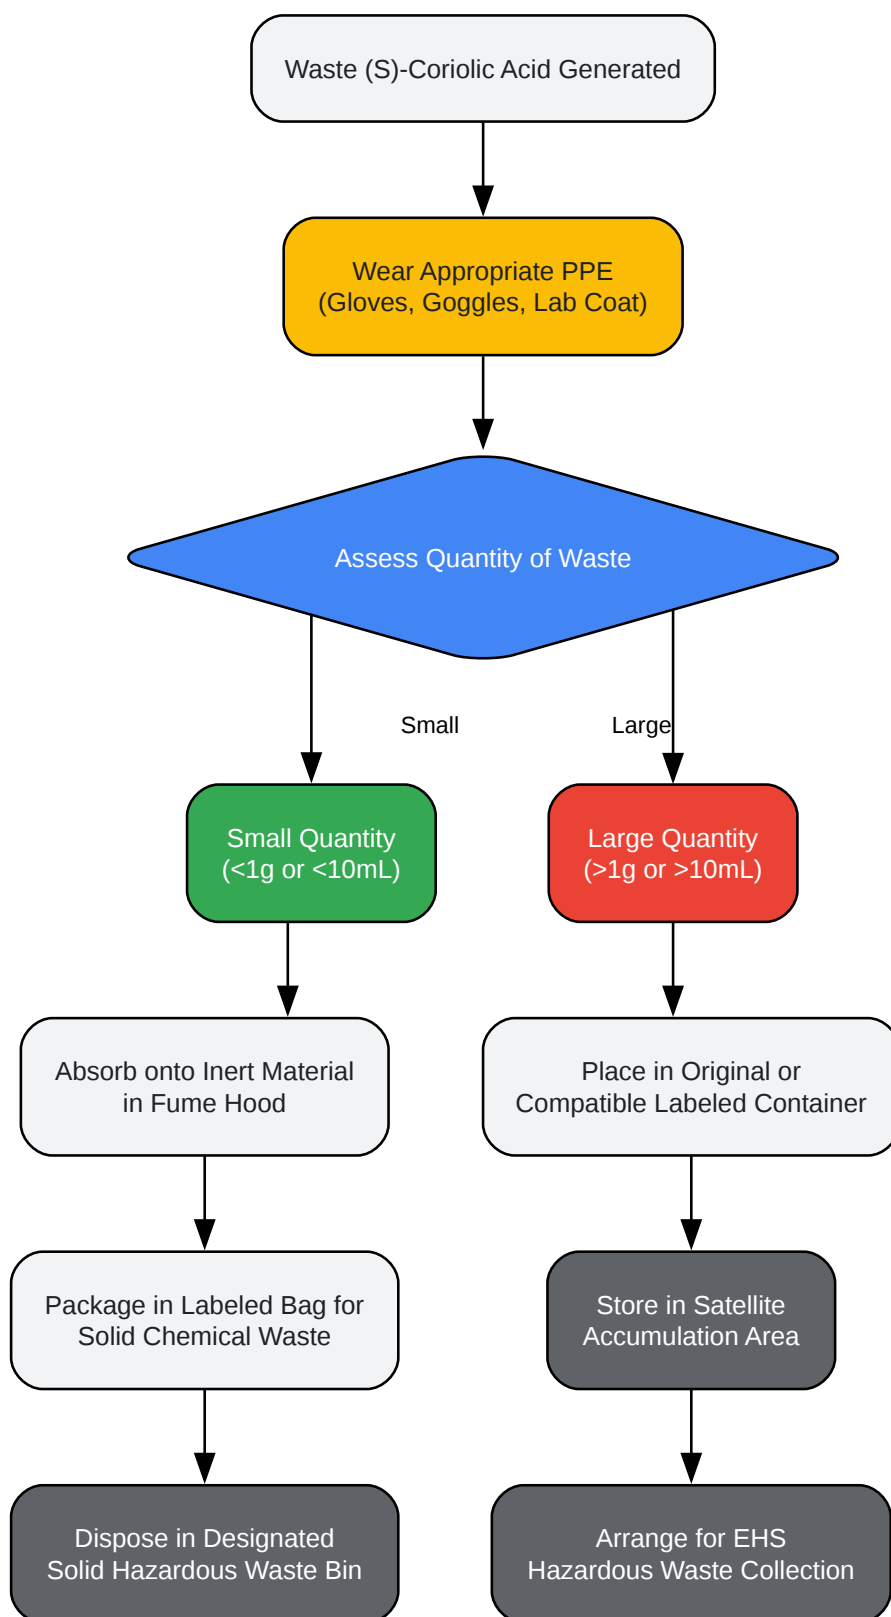 Waste (S)-Coriolic Acid Generated
Wear Appropriate PPE
(Gloves, Goggles, Lab Coat)
Assess Quantity of Waste
Small
Large
Small Quantity
(<1g or <10mL)
Large Quantity
(>1g or >10mL)
Absorb onto Inert Material
in Fume Hood
Place in Original or
Compatible Labeled Container
Package in Labeled Bag for
Solid Chemical Waste
Store in Satellite
Accumulation Area
Dispose in Designated
Solid Hazardous Waste Bin
Arrange for EHS
Hazardous Waste Collection